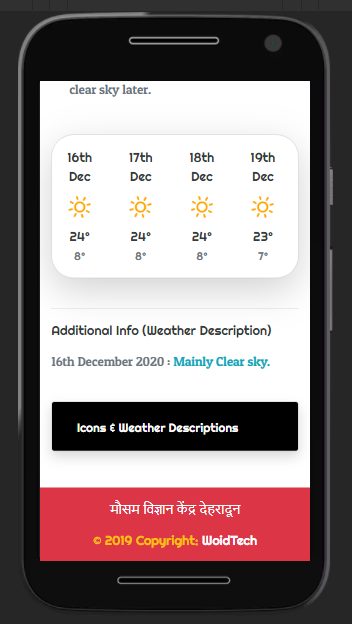 clear sky later.
16th 17th 18th 19th
Dec Dec Dec Dec
24° 24° 24° 23°
8° 8° 8° 7°
Additional Info (Weather Description)
16th December 2020 : Mainly Clear sky.
Icons & Weather Descriptions
मौसम विज्ञान केंद्र देहरादून
© 2019 Copyright: WoidTech